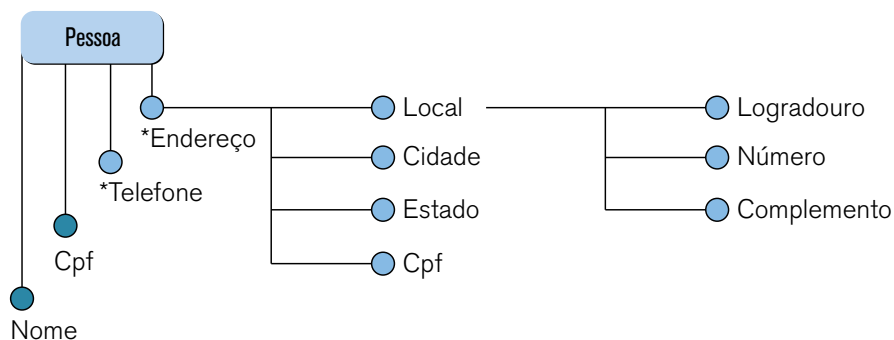 Pessoa
Local
Logradouro
*Endereço
Cidade
Número
*Telefone
Estado
Complemento
Cpf
Cpf
Nome